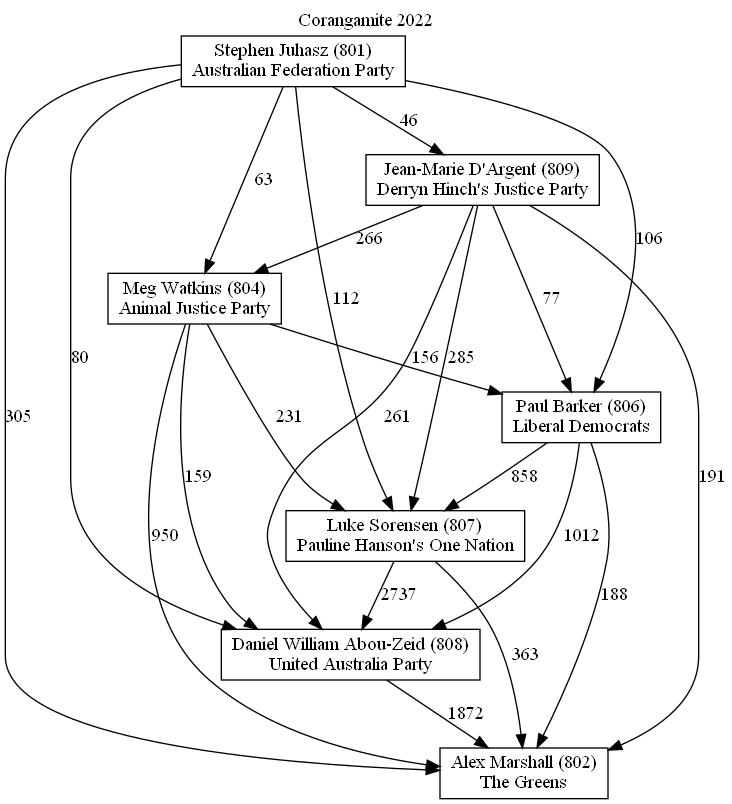 Corangamite 2022
Stephen Juhasz (801)
Australian Federation Party
46
Jean-Marie D'Argent (809)
Derryn Hinch's Justice Party
63
266
106
Meg Watkins (804)
Animal Justice Party
112
77
80
156
285
305
231
261
Paul Barker (806)
Liberal Democrats
159
858
191
950
Luke Sorensen (807)
Pauline Hanson's One Nation
1012
2737
188
Daniel William Abou-Zeid (808)
United Australia Party
363
1872
Alex Marshall (802)
The Greens